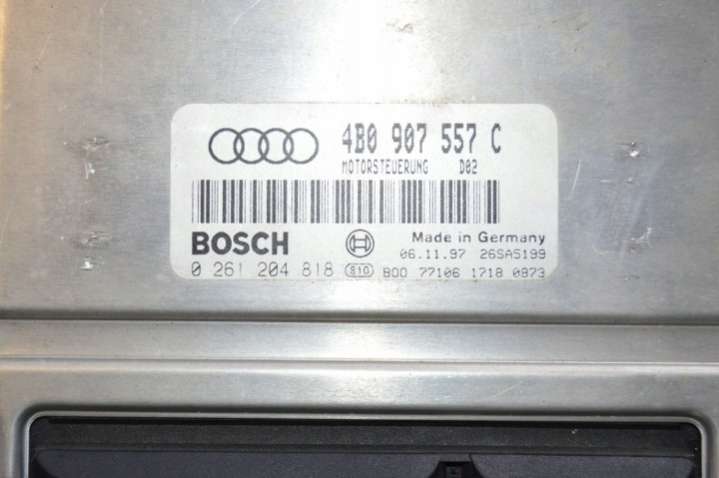 4B0 907 557 C
MOTORSTEUERUNG D02
BOSCH
Made in Germany
06.11.97 26SA5199
0 261 204 818 S10 B00 77106 1718 0873